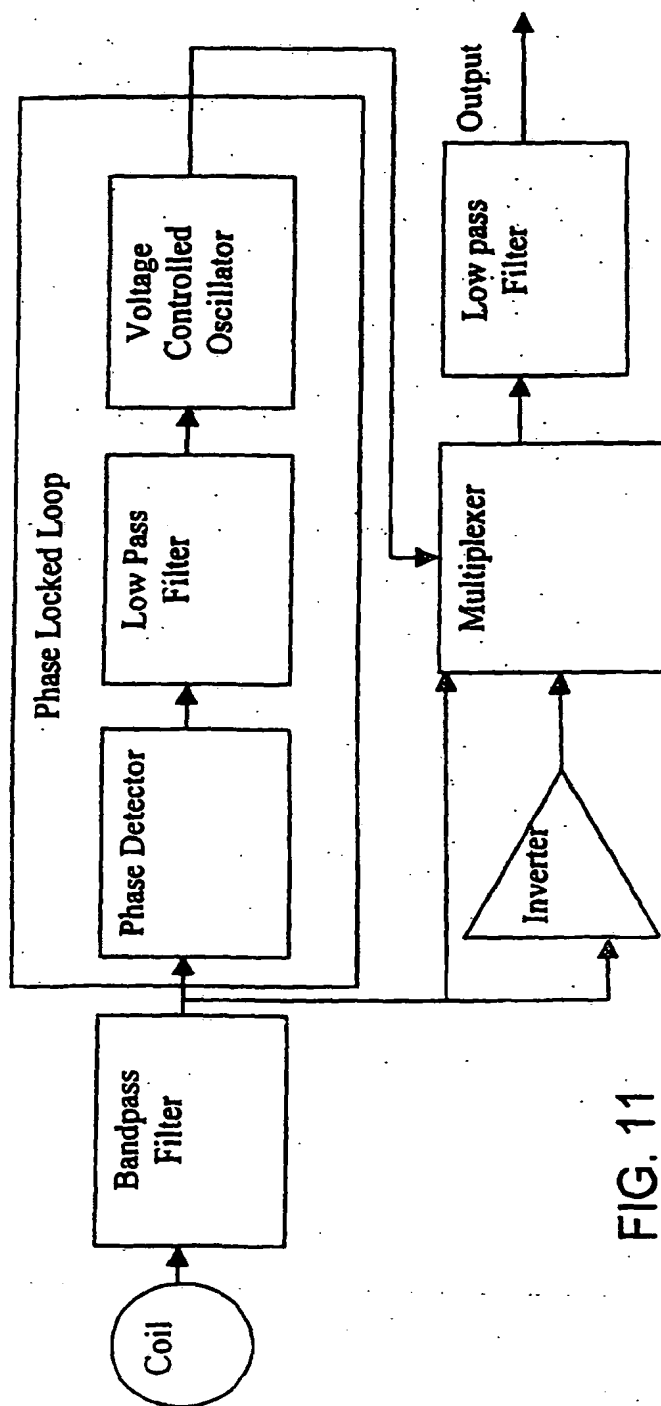 Phase Locked Loop
Coil
Bandpass
Filter
Phase Detector
Low Pass
Filter
Voltage
Controlled
Oscillator
Inverter
Multiplexer
Low pass
Filter
Output
FIG. 11